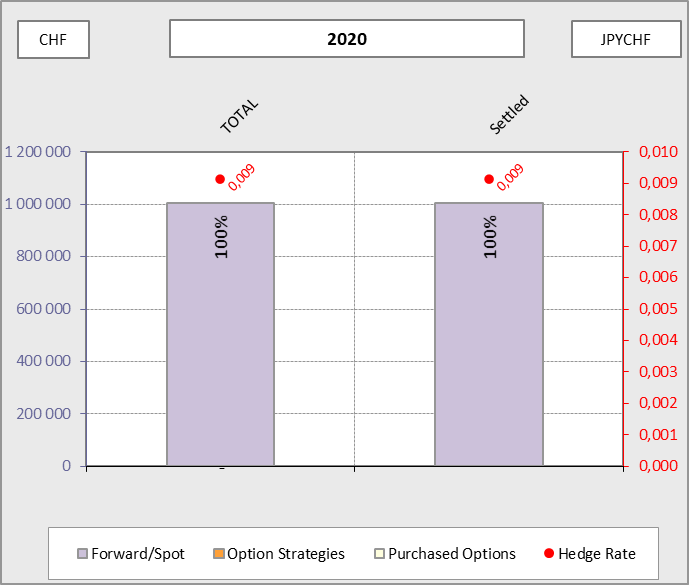 CHF 2020 JPYCHF
TOTAL Settled
1 200 000 0,010
0,009 0,009
0,009
1 000 000 0,008
100% 100%
0,007
800 000
0,006
600 000 0,005
0,004
400 000
0,003
200 000 0,002
0,001
0 0,000
Forward/Spot Option Strategies Purchased Options Hedge Rate